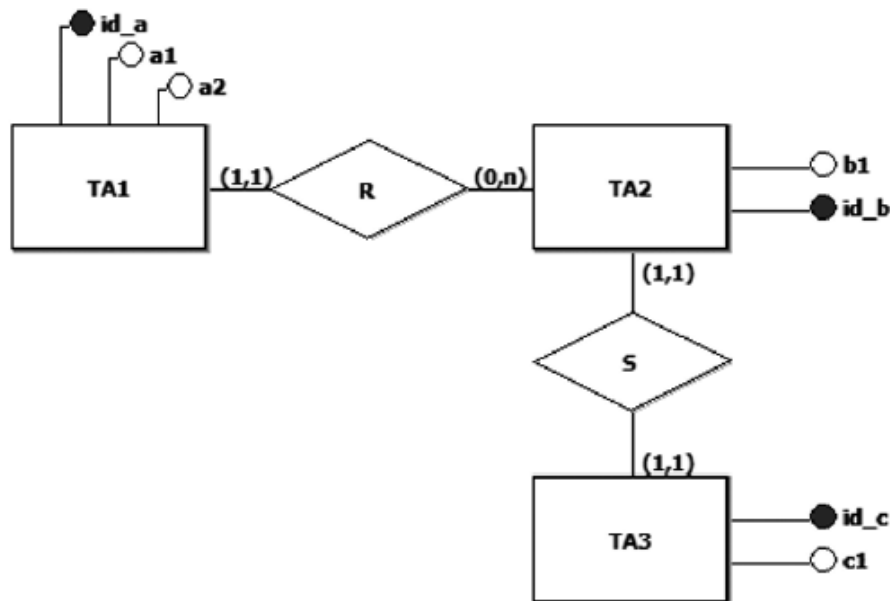 id_a
a1
a2
TA1
(1,1)
R
(0,n)
TA2
b1
id_b
(1,1)
S
(1,1)
TA3
id_c
c1